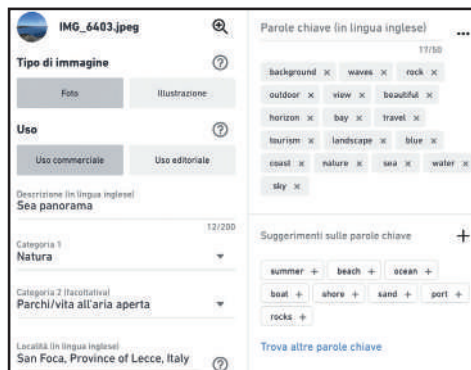 IMG_6403.jpeg
Tipo di immagine
Foto
Illustrazione
Uso
Uso commerciale
Uso editoriale
Descrizione (in lingua inglese)
Sea panorama
12/200
Categoria 1
Natura
Categoria 2 (facoltativa)
Parchi/vita all'aria aperta
Località (in lingua inglese)
San Foca, Province of Lecce, Italy
Parole chiave (in lingua inglese)
17/50
background × waves × rock ×
outdoor × view × beautiful ×
horizon × bay × travel ×
tourism × landscape × blue ×
coast × nature × sea × water ×
sky ×
Suggerimenti sulle parole chiave
summer + beach + ocean +
boat + shore + sand + port +
rocks +
Trova altre parole chiave